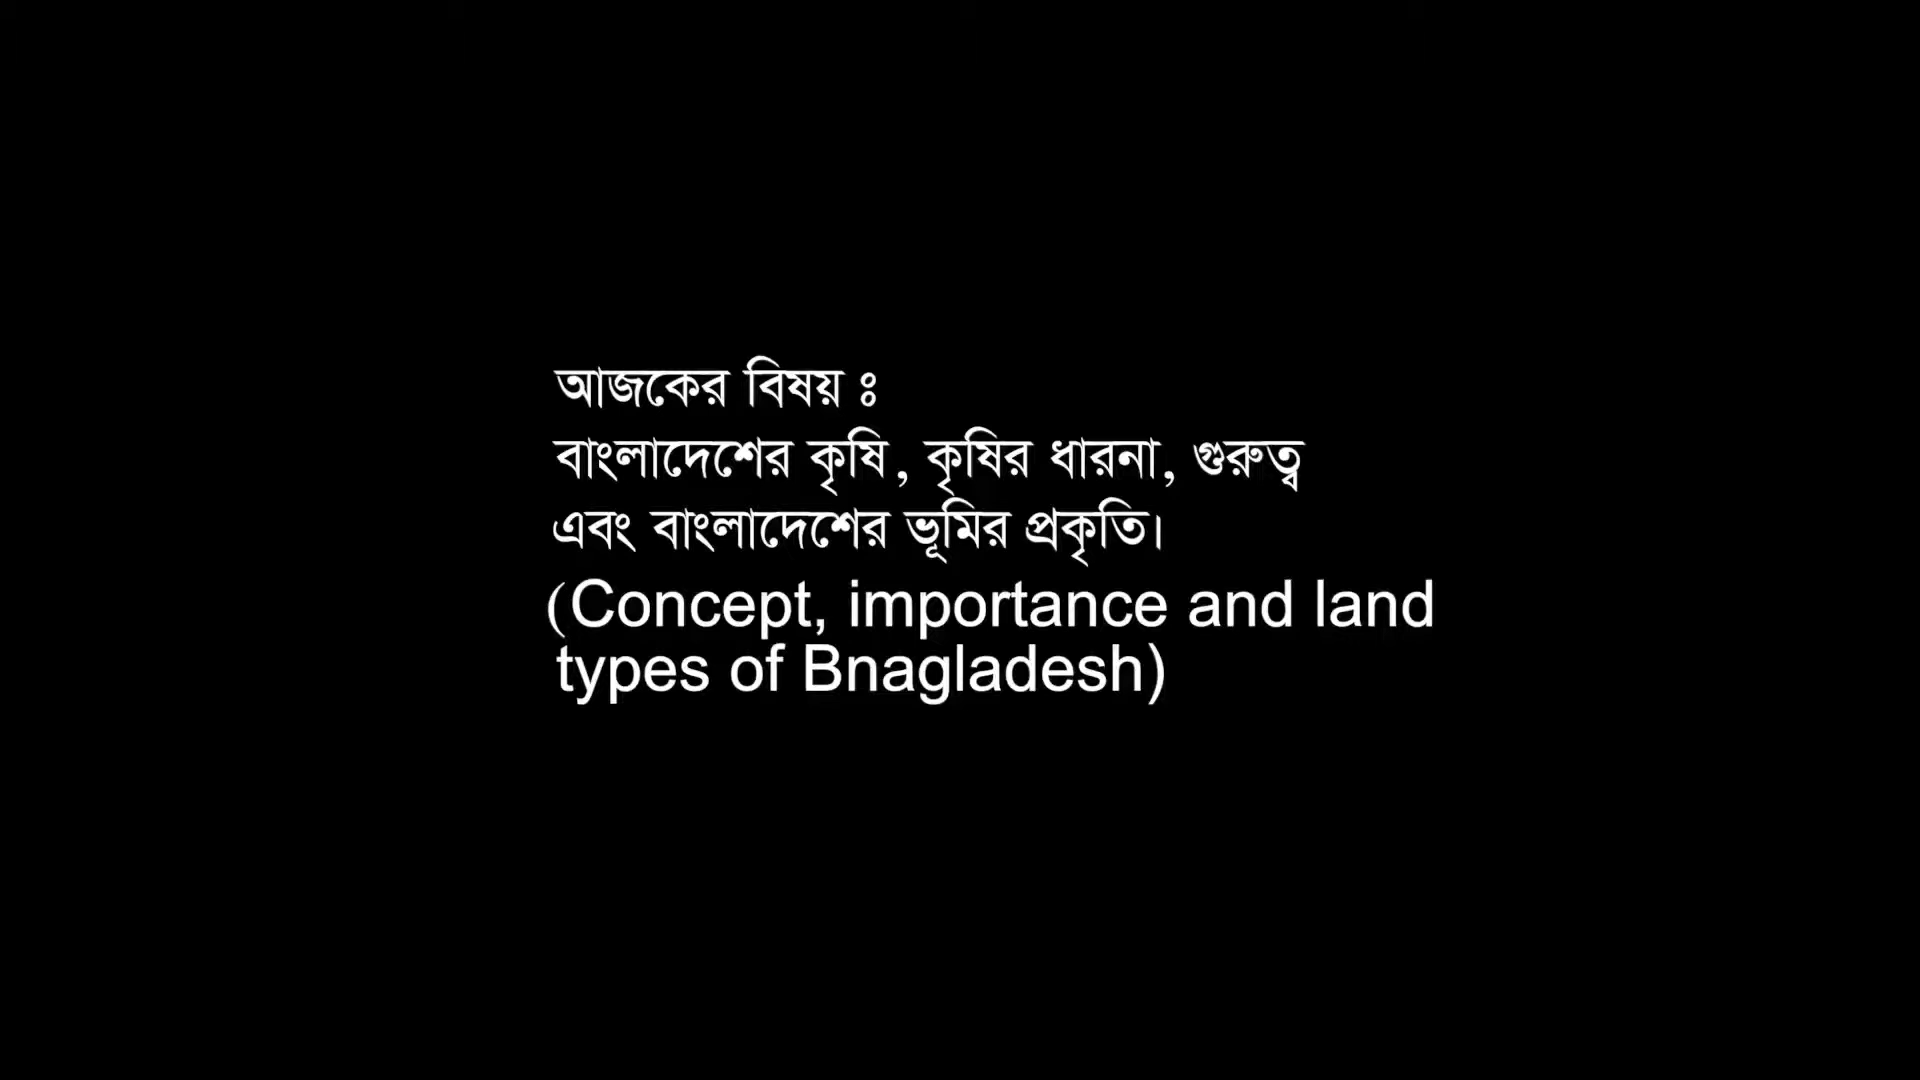 আজকের বিষয় ঃ
বাংলাদেশের কৃষি, কৃষির ধারনা, গুরুত্ব
এবং বাংলাদেশের ভূমির প্রকৃতি।
(Concept, importance and land
types of Bnagladesh)